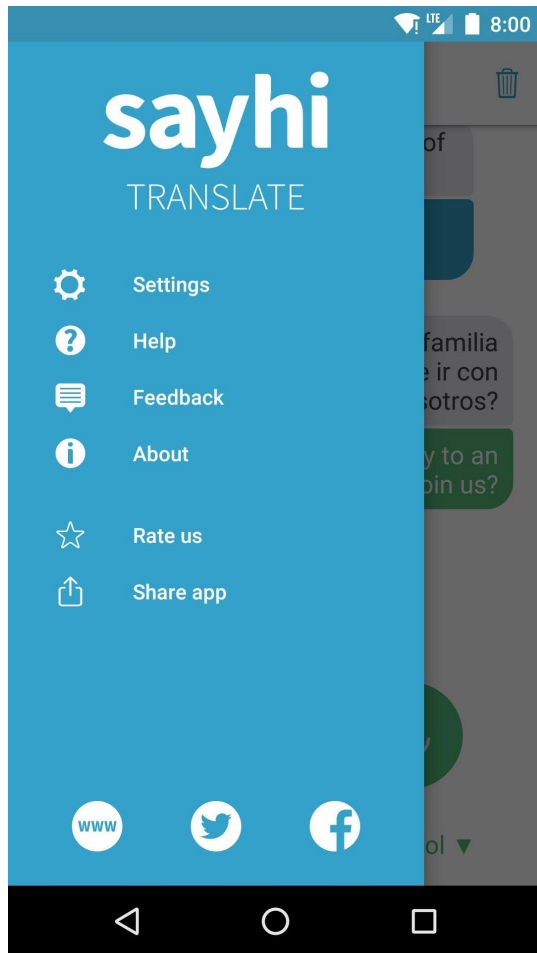 LTE 8:00
sayhi
TRANSLATE
of
Settings
Help
familia
ir con
Feedback
sotros?
About
y to an
oin us?
Rate us
Share app
www
ol